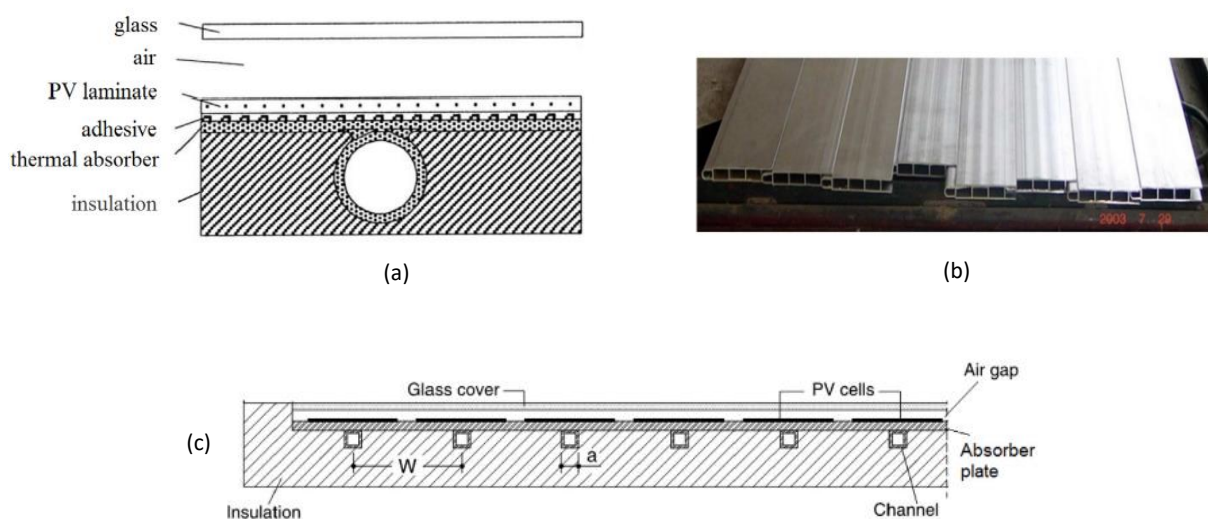 glass
air
PV laminate
adhesive
thermal absorber
insulation
(a)
- 2003 7 29
(b)
(c)
Glass cover
PV cells
Air gap
W
a
Absorber
plate
Insulation
Channel